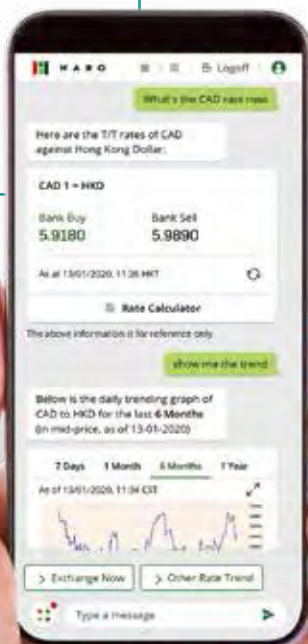 HARO
Logoff
What's the CAD rate now
Here are the T/T rates of CAD
against Hong Kong Dollar:
CAD 1 = HKD
Bank Buy Bank Sell
5.9180 5.9890
As at 13/01/2020, 11:36 HKT
Rate Calculator
The above information is for reference only
show me the trend
Below is the daily trending graph of
CAD to HKD for the last 6 Months
(in mid-price, as of 13-01-2020)
7 Days 1 Month 6 Months 1 Year
As of 13/01/2020, 11:34 CST
> Exchange Now > Other Rate Trend
Type a message